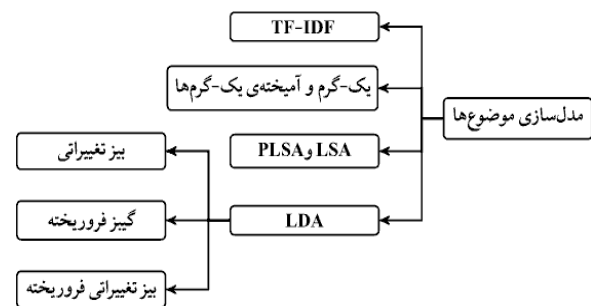 مدل‌سازی موضوع‌ها
TF-IDF
یک-گرم و آمیخته‌ی یک-گرم‌ها
LSA و PLSA
LDA
بیز تغییراتی
گیبز فروریخته
بیز تغییراتی فروریخته